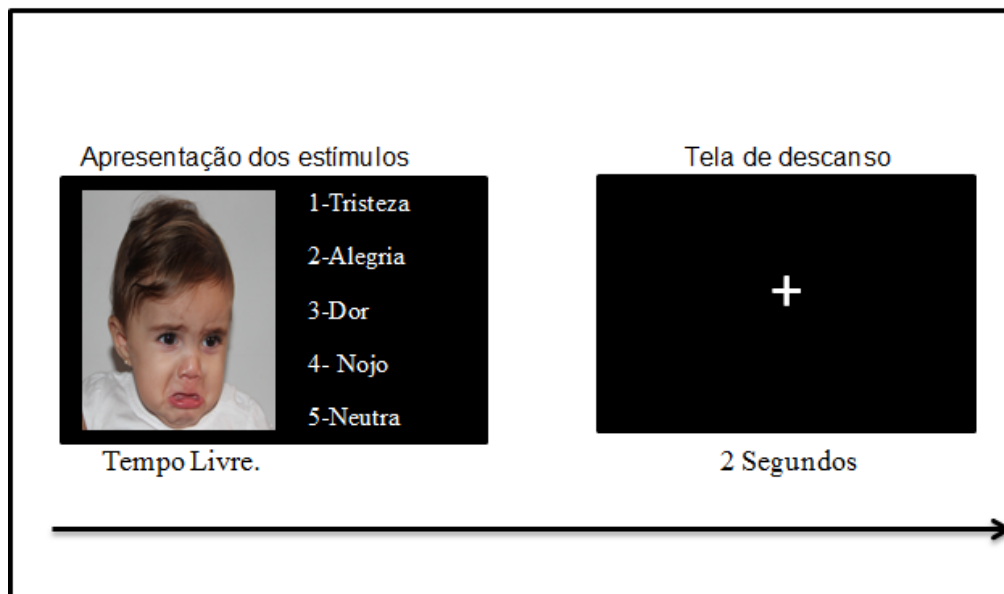 Apresentação dos estímulos
1-Tristeza
2-Alegria
3-Dor
4- Nojo
5-Neutra
Tempo Livre.
Tela de descanso
2 Segundos